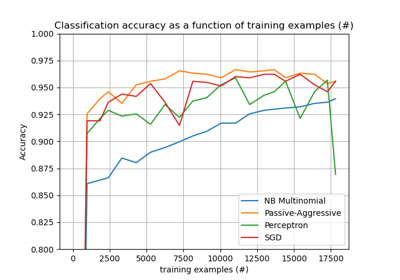 Classification accuracy as a function of training examples (#)
1.000
0.975
0.950
0.925
0.900
0.875
0.850
0.825
0.800
Accuracy
0
2500
5000
7500
10000
12500
15000
17500
training examples (#)
NB Multinomial
Passive-Aggressive
Perceptron
SGD